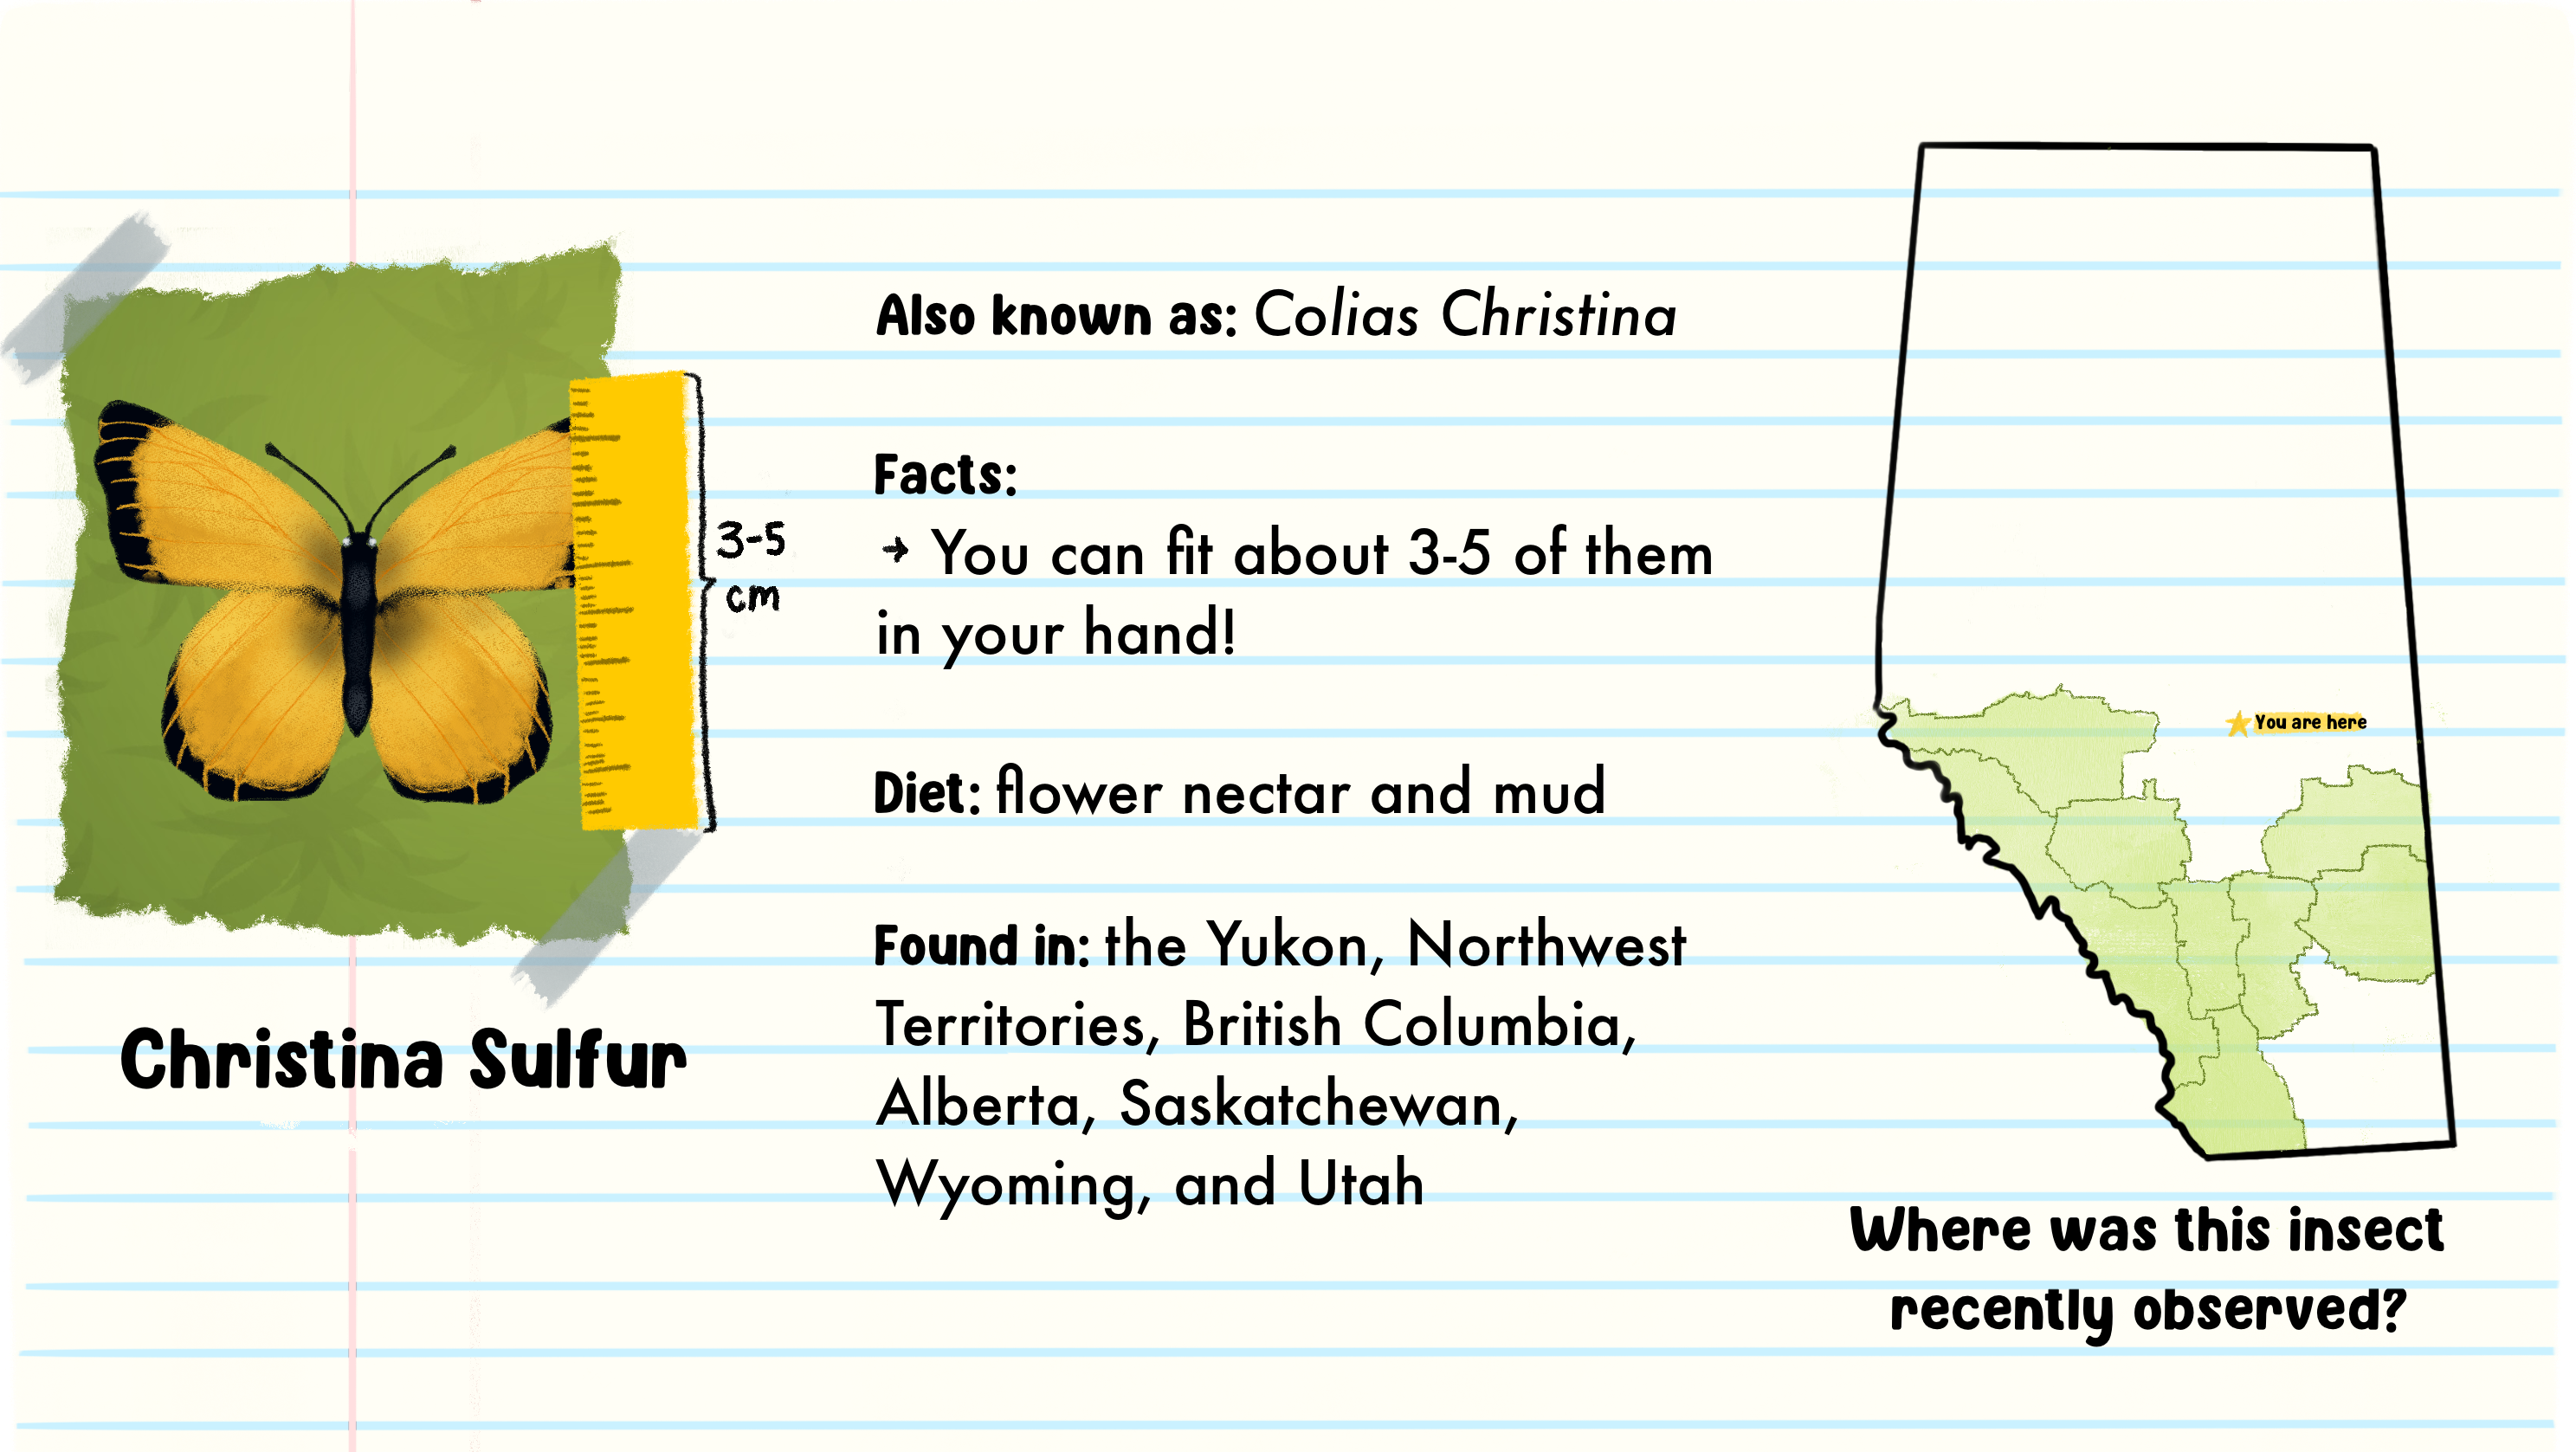 3-5
cm
Christina Sulfur
Also known as: Colias Christina
Facts:
→ You can fit about 3-5 of them
in your hand!
Diet: flower nectar and mud
Found in: the Yukon, Northwest
Territories, British Columbia,
Alberta, Saskatchewan,
Wyoming, and Utah
You are here
Where was this insect
recently observed?